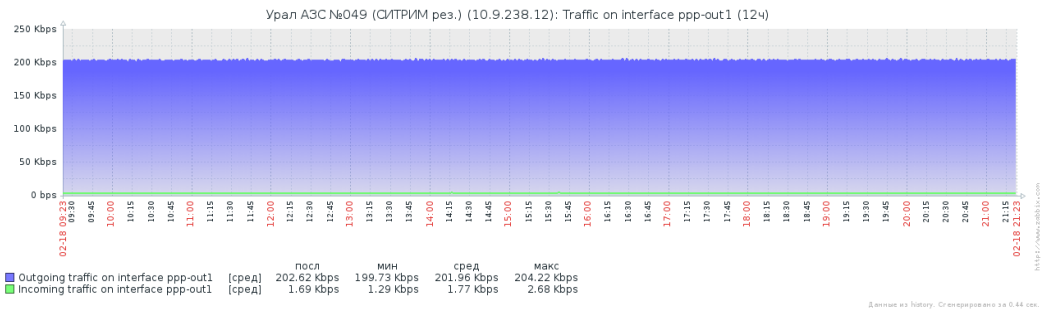 Урал АЗС №049 (СИТРИМ рез.) (10.9.238.12): Traffic on interface ppp-out1 (12ч)
250 Kbps
200 Kbps
150 Kbps
100 Kbps
50 Kbps
0 bps
02-18 09:23 09:30 09:45 10:00 10:15 10:30 10:45 11:00 11:15 11:30 11:45 12:00 12:15 12:30 12:45 13:00 13:15 13:30 13:45 14:00 14:15 14:30 14:45 15:00 15:15 15:30 15:45 16:00 16:15 16:30 16:45 17:00 17:15 17:30 17:45 18:00 18:15 18:30 18:45 19:00 19:15 19:30 19:45 20:00 20:15 20:30 20:45 21:00 21:15 02-18 21:23
посл мин сред макс
Outgoing traffic on interface ppp-out1 [сред] 202.62 Kbps 199.73 Kbps 201.96 Kbps 204.22 Kbps
Incoming traffic on interface ppp-out1 [сред] 1.69 Kbps 1.29 Kbps 1.77 Kbps 2.68 Kbps
http://www.zabbix.com
Данные из history. Сгенерировано за 0.44 сек.